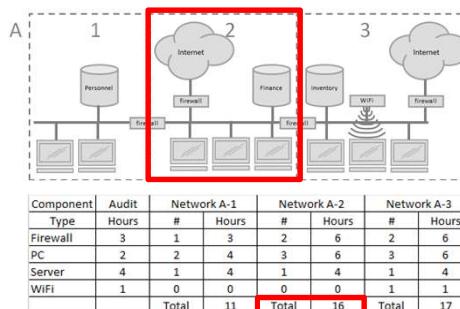 A 1 2 3
Internet Internet
Personnel Finance Inventory WiFi
firewall firewall
firewall firewall
Component Audit Network A-1 Network A-2 Network A-3
Type Hours # Hours # Hours # Hours
Firewall 3 1 3 2 6 2 6
PC 2 2 4 3 6 3 6
Server 4 1 4 1 4 1 4
WiFi 1 0 0 0 0 1 1
Total 11 Total 16 Total 17